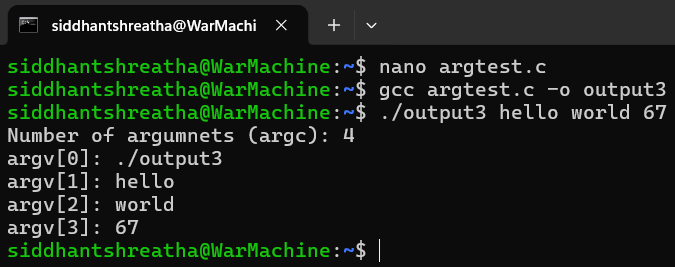 siddhantshreatha@WarMachi
siddhantshreatha@WarMachine:~$ nano argtest.c
siddhantshreatha@WarMachine:~$ gcc argtest.c -o output3
siddhantshreatha@WarMachine:~$ ./output3 hello world 67
Number of argumnets (argc): 4
argv[0]: ./output3
argv[1]: hello
argv[2]: world
argv[3]: 67
siddhantshreatha@WarMachine:~$